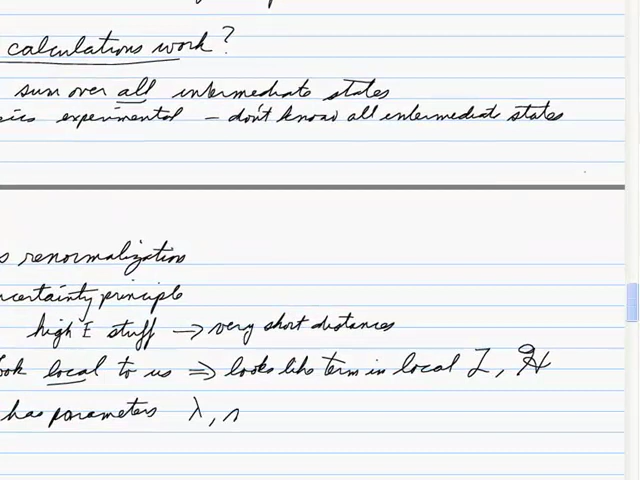 calculations work?
sum over all intermediate states
experimental - don't know all intermediate states
renormalization
uncertainty principle
high E stuff → very short distances
look local to us ⇒ looks like term in local L, H
has parameters λ,